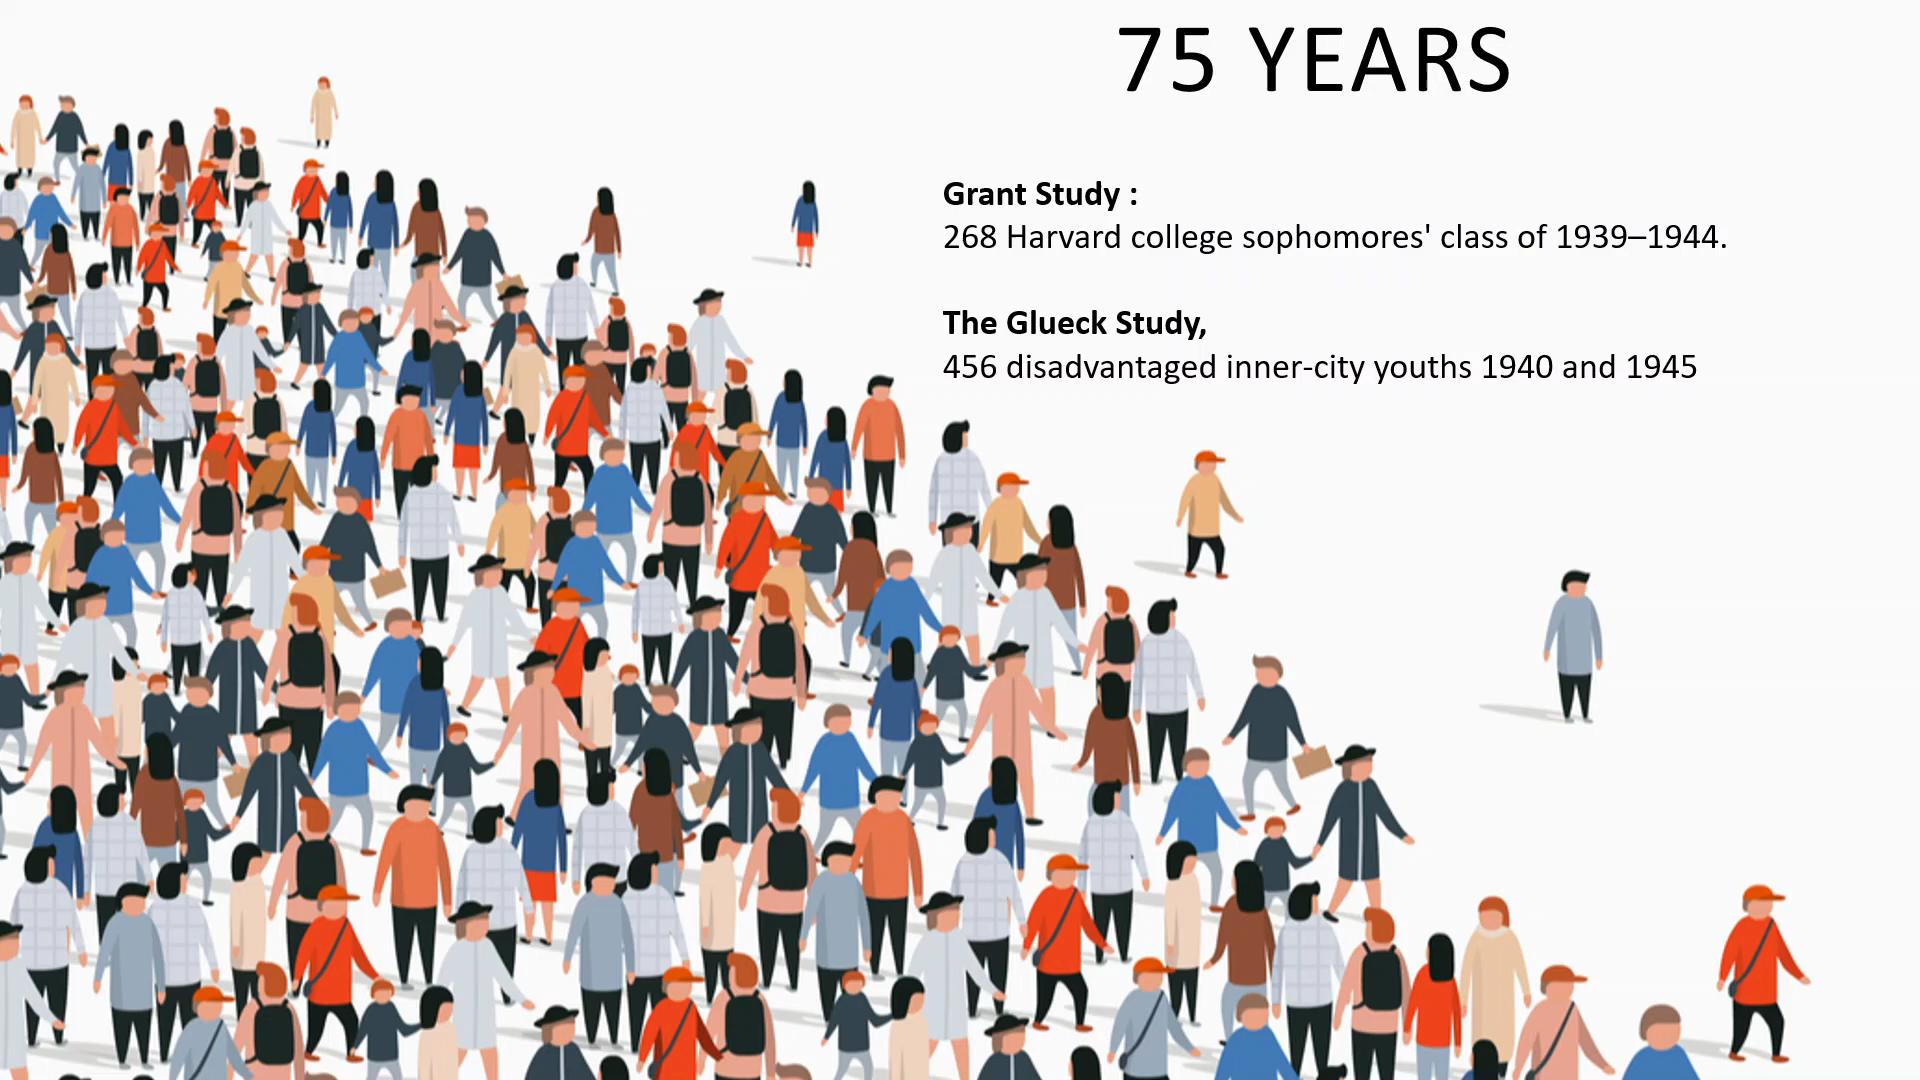 75 YEARS
Grant Study :
268 Harvard college sophomores' class of 1939–1944.
The Glueck Study,
456 disadvantaged inner-city youths 1940 and 1945